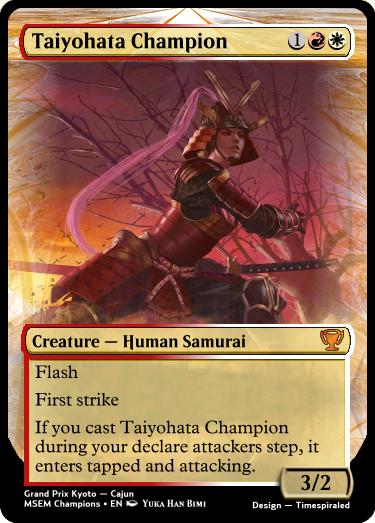 Taiyohata Champion 1
Creature — Human Samurai
Flash
First strike
If you cast Taiyohata Champion
during your declare attackers step, it
enters tapped and attacking.
3/2
Grand Prix Kyoto — Cajun
MSEM Champions • EN Yuka Han Bimi
Design — Timespiraled